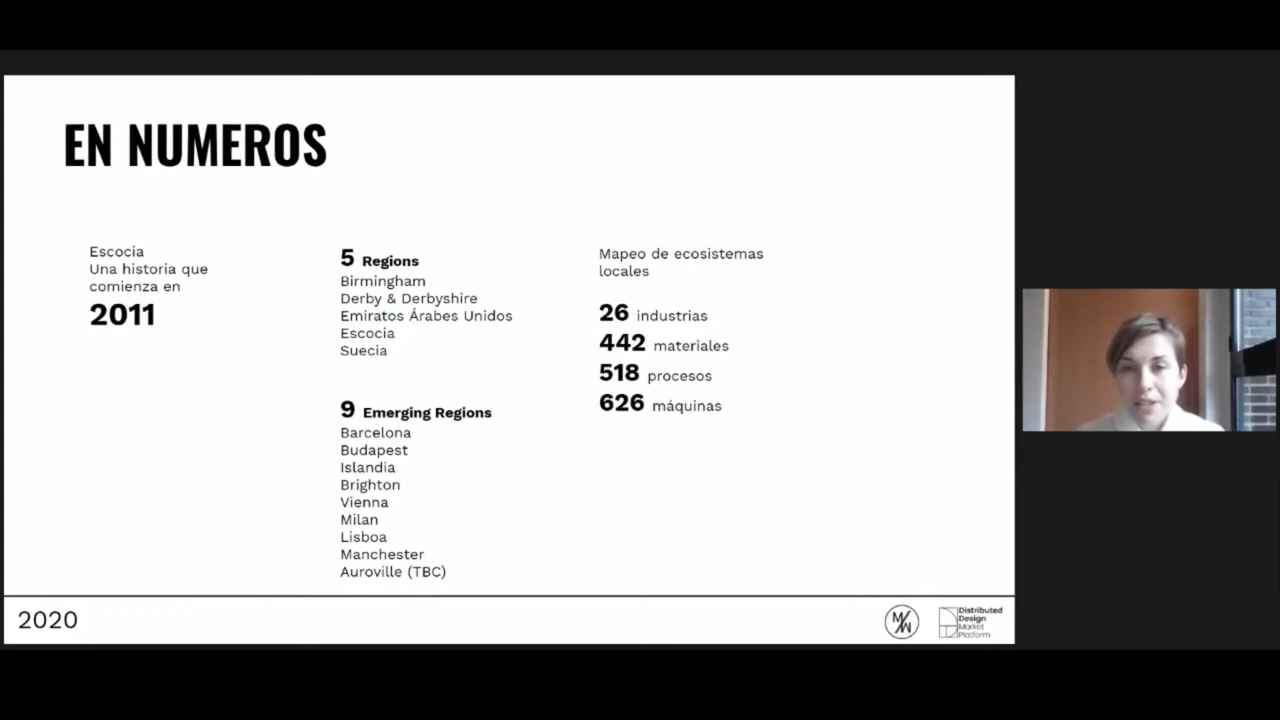 EN NUMEROS
Escocia
Una historia que
comienza en
2011
5 Regions
Birmingham
Derby & Derbyshire
Emiratos Árabes Unidos
Escocia
Suecia
9 Emerging Regions
Barcelona
Budapest
Islandia
Brighton
Vienna
Milan
Lisboa
Manchester
Auroville (TBC)
Mapeo de ecosistemas
locales
26 industrias
442 materiales
518 procesos
626 máquinas
2020
M/W
Distributed
Design
Market
Platform